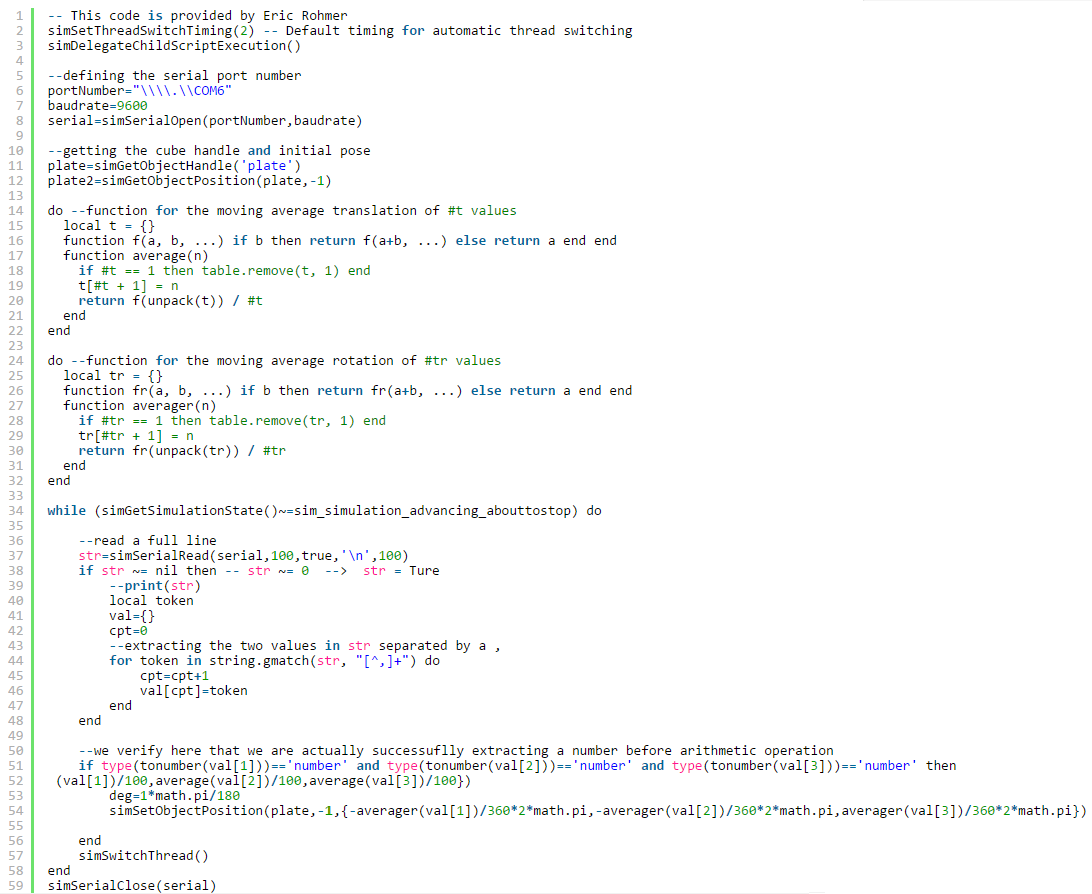 1 -- This code is provided by Eric Rohmer
2 simSetThreadSwitchTiming(2) -- Default timing for automatic thread switching
3 simDelegateChildScriptExecution()
4
5 --defining the serial port number
6 portNumber="\\\\.\\COM6"
7 baudrate=9600
8 serial=simSerialOpen(portNumber,baudrate)
9
10 --getting the cube handle and initial pose
11 plate=simGetObjectHandle('plate')
12 plate2=simGetObjectPosition(plate,-1)
13
14 do --function for the moving average translation of #t values
15   local t = {}
16   function f(a, b, ...) if b then return f(a+b, ...) else return a end end
17   function average(n)
18     if #t == 1 then table.remove(t, 1) end
19     t[#t + 1] = n
20     return f(unpack(t)) / #t
21   end
22 end
23
24 do --function for the moving average rotation of #tr values
25   local tr = {}
26   function fr(a, b, ...) if b then return fr(a+b, ...) else return a end end
27   function averager(n)
28     if #tr == 1 then table.remove(tr, 1) end
29     tr[#tr + 1] = n
30     return fr(unpack(tr)) / #tr
31   end
32 end
33
34 while (simGetSimulationState()~=sim_simulation_advancing_abouttostop) do
35
36     --read a full line
37     str=simSerialRead(serial,100,true,'\n',100)
38     if str ~= nil then -- str ~= 0  -->  str = Ture
39         --print(str)
40         local token
41         val={}
42         cpt=0
43         --extracting the two values in str separated by a ,
44         for token in string.gmatch(str, "[^,]+") do
45             cpt=cpt+1
46             val[cpt]=token
47         end
48     end
49
50     --we verify here that we are actually successuflly extracting a number before arithmetic operation
51     if type(tonumber(val[1]))=='number' and type(tonumber(val[2]))=='number' and type(tonumber(val[3]))=='number' then
52  (val[1])/100,average(val[2])/100,average(val[3])/100})
53         deg=1*math.pi/180
54         simSetObjectPosition(plate,-1,{-averager(val[1])/360*2*math.pi,-averager(val[2])/360*2*math.pi,averager(val[3])/360*2*math.pi})
55
56     end
57     simSwitchThread()
58 end
59 simSerialClose(serial)